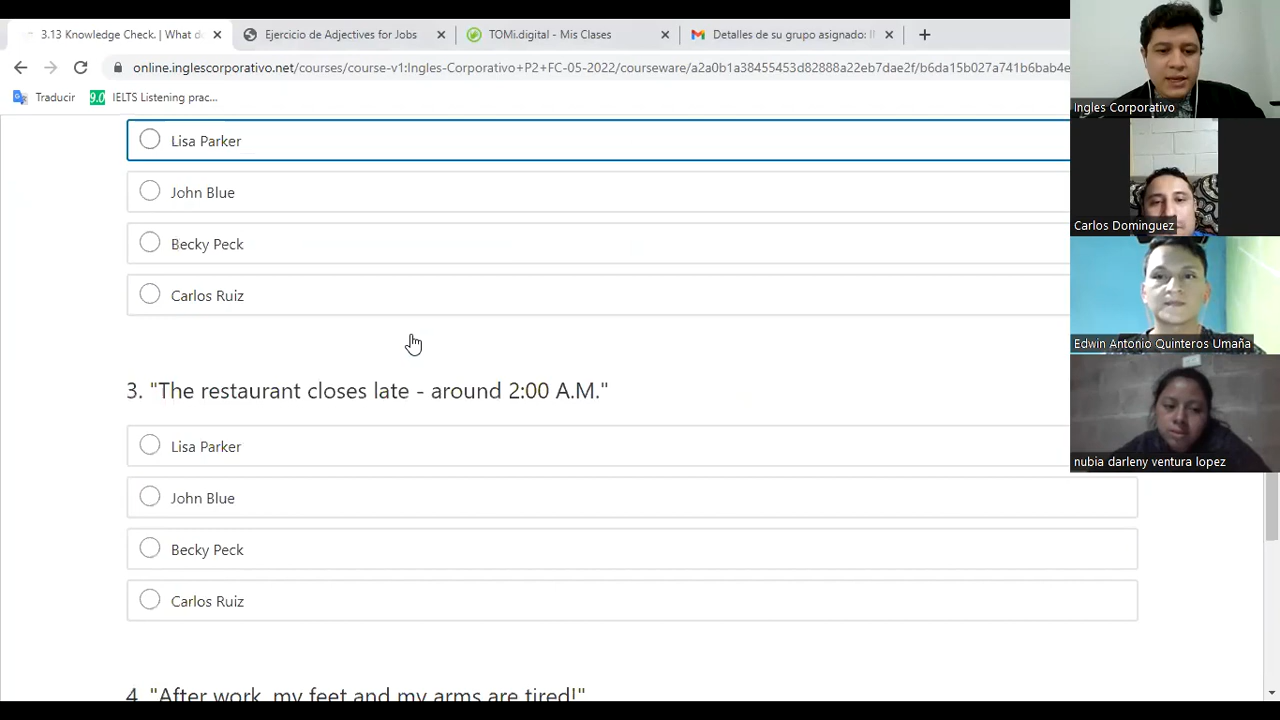 3.13 Knowledge Check. | What d
Ejercicio de Adjectives for Jobs
TOMi.digital - Mis Clases
Detalles de su grupo asignado: I
online.inglescorporativo.net/courses/course-v1:Ingles-Corporativo+P2+FC-05-2022/courseware/a2a0b1a38455453d82888a22eb7dae2f/b6da15b027a741b6bab4e
Traducir
9.0 IELTS Listening prac...
Ingles Corporativo
Lisa Parker
John Blue
Carlos Dominguez
Becky Peck
Carlos Ruiz
Edwin Antonio Quinteros Umaña
3. "The restaurant closes late - around 2:00 A.M."
Lisa Parker
nubia darleny ventura lopez
John Blue
Becky Peck
Carlos Ruiz
4. "After work, my feet and my arms are tired!"